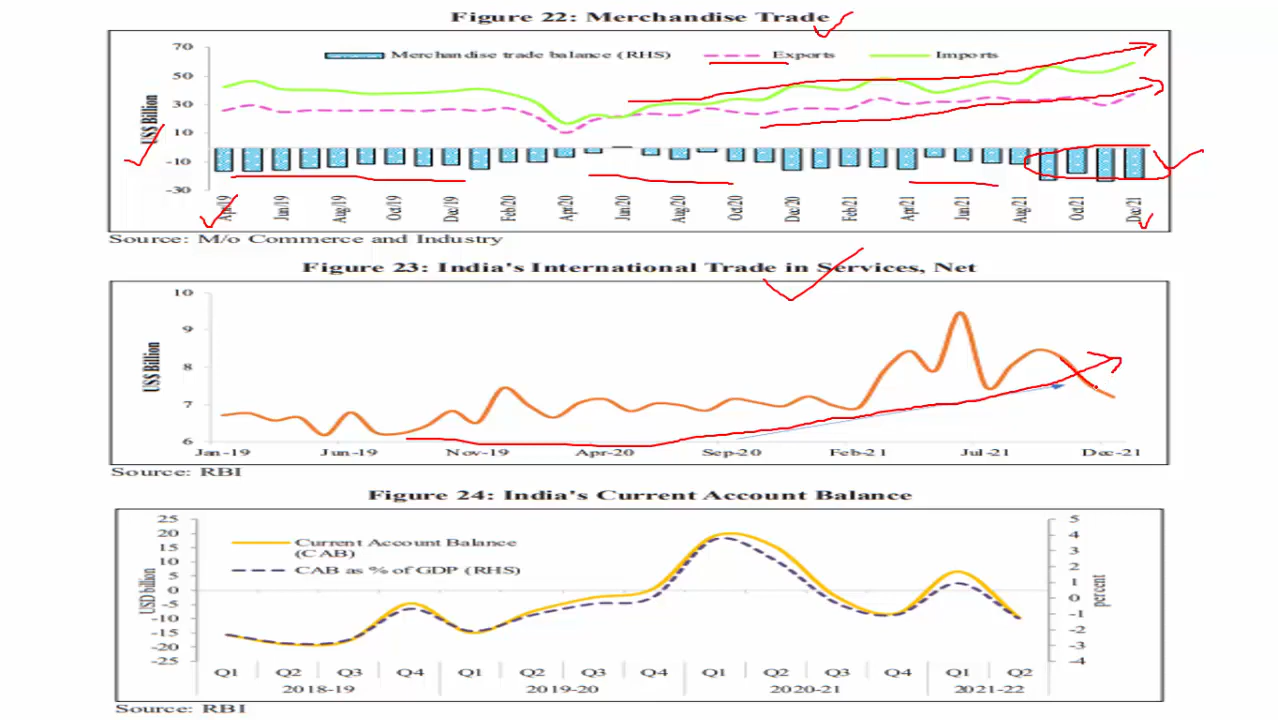 Figure 22: Merchandise Trade
Merchandise trade balance (RHS) Exports Imports
US$ Billion
70
50
30
10
-10
-30
Apr/19 Jun/19 Aug/19 Oct/19 Dec/19 Feb/20 Apr/20 Jun/20 Aug/20 Oct/20 Dec/20 Feb/21 Apr/21 Jun/21 Aug/21 Oct/21 Dec/21
Source: M/o Commerce and Industry
Figure 23: India's International Trade in Services, Net
US$ Billion
10
9
8
7
6
Jan-19 Jun-19 Nov-19 Apr-20 Sep-20 Feb-21 Jul-21 Dec-21
Source: RBI
Figure 24: India's Current Account Balance
Current Account Balance
(CAB)
CAB as % of GDP (RHS)
USD billion
25
20
15
10
5
0
-5
-10
-15
-20
-25
5
4
3
2
1
0
-1
-2
-3
-4
percent
Q1 Q2 Q3 Q4 Q1 Q2 Q3 Q4 Q1 Q2 Q3 Q4 Q1 Q2
2018-19 2019-20 2020-21 2021-22
Source: RBI